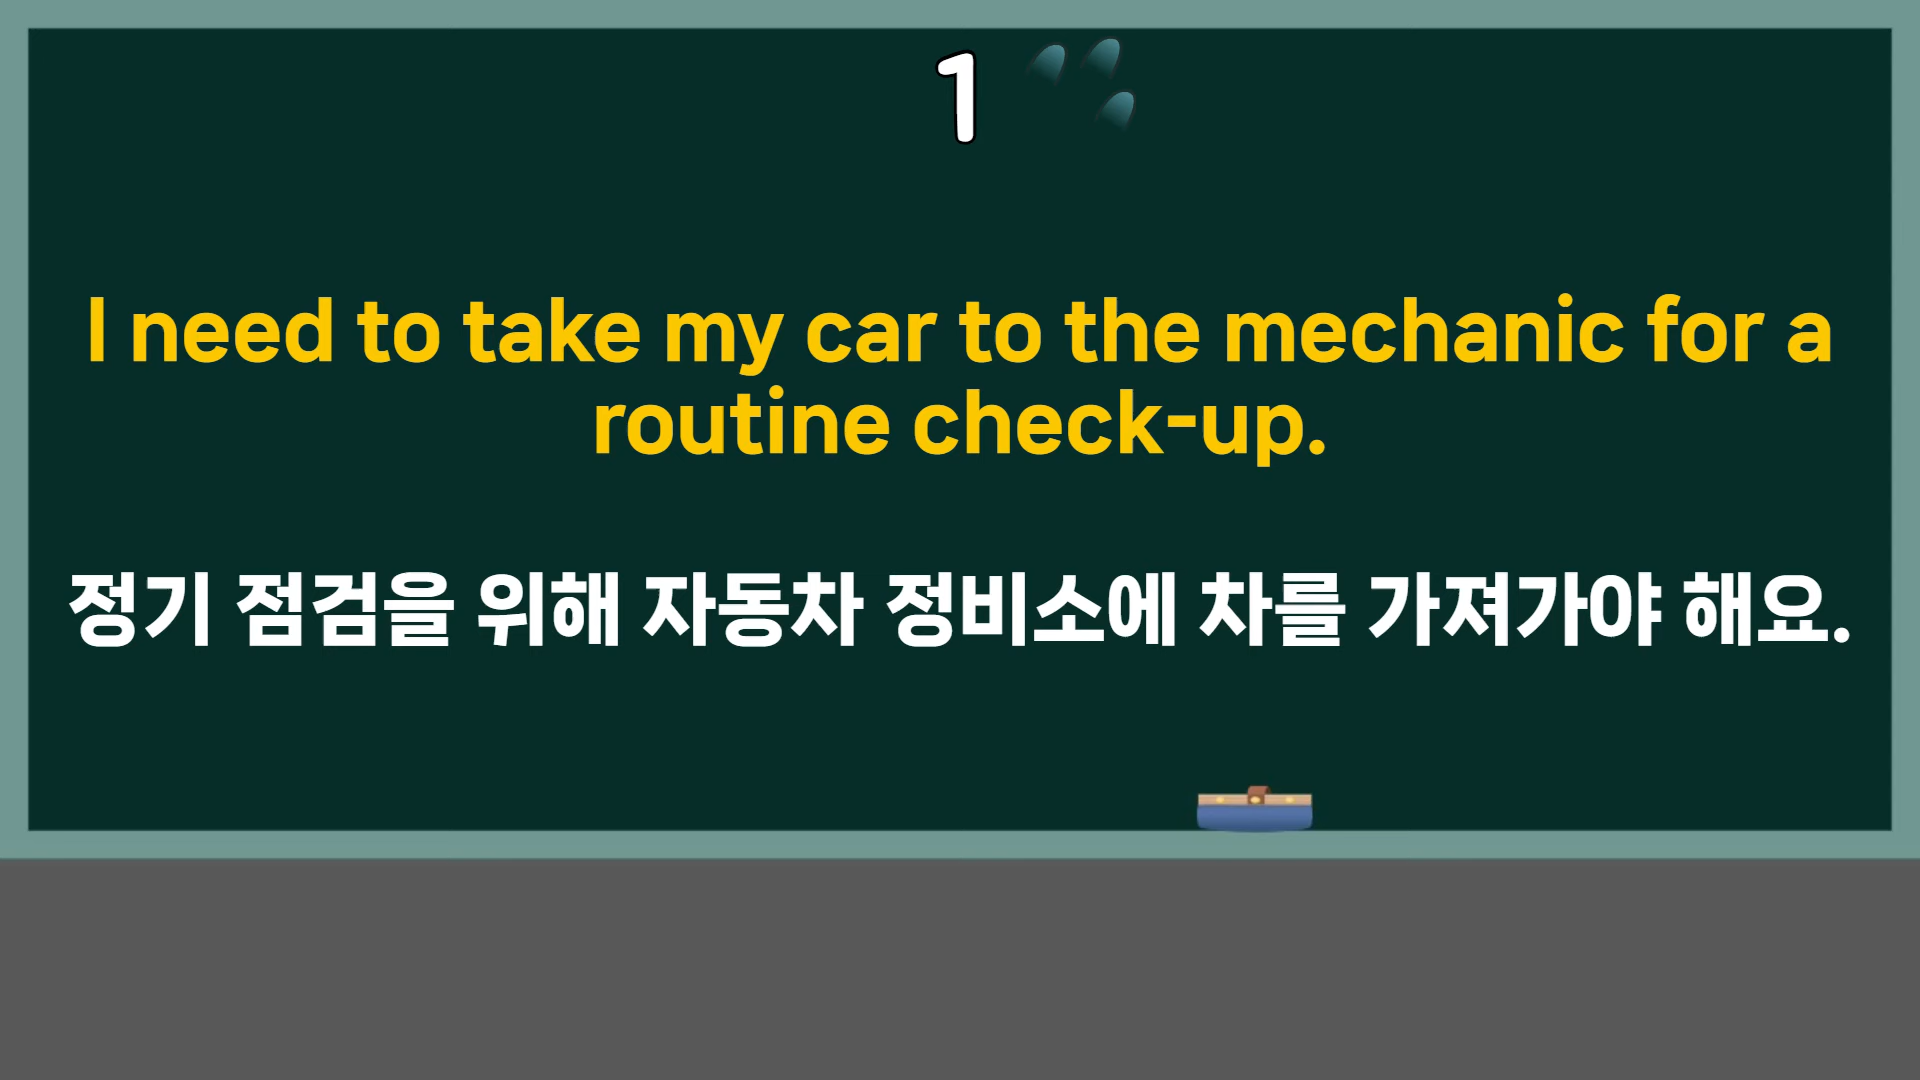 1
I need to take my car to the mechanic for a
routine check-up.
정기 점검을 위해 자동차 정비소에 차를 가져가야 해요.